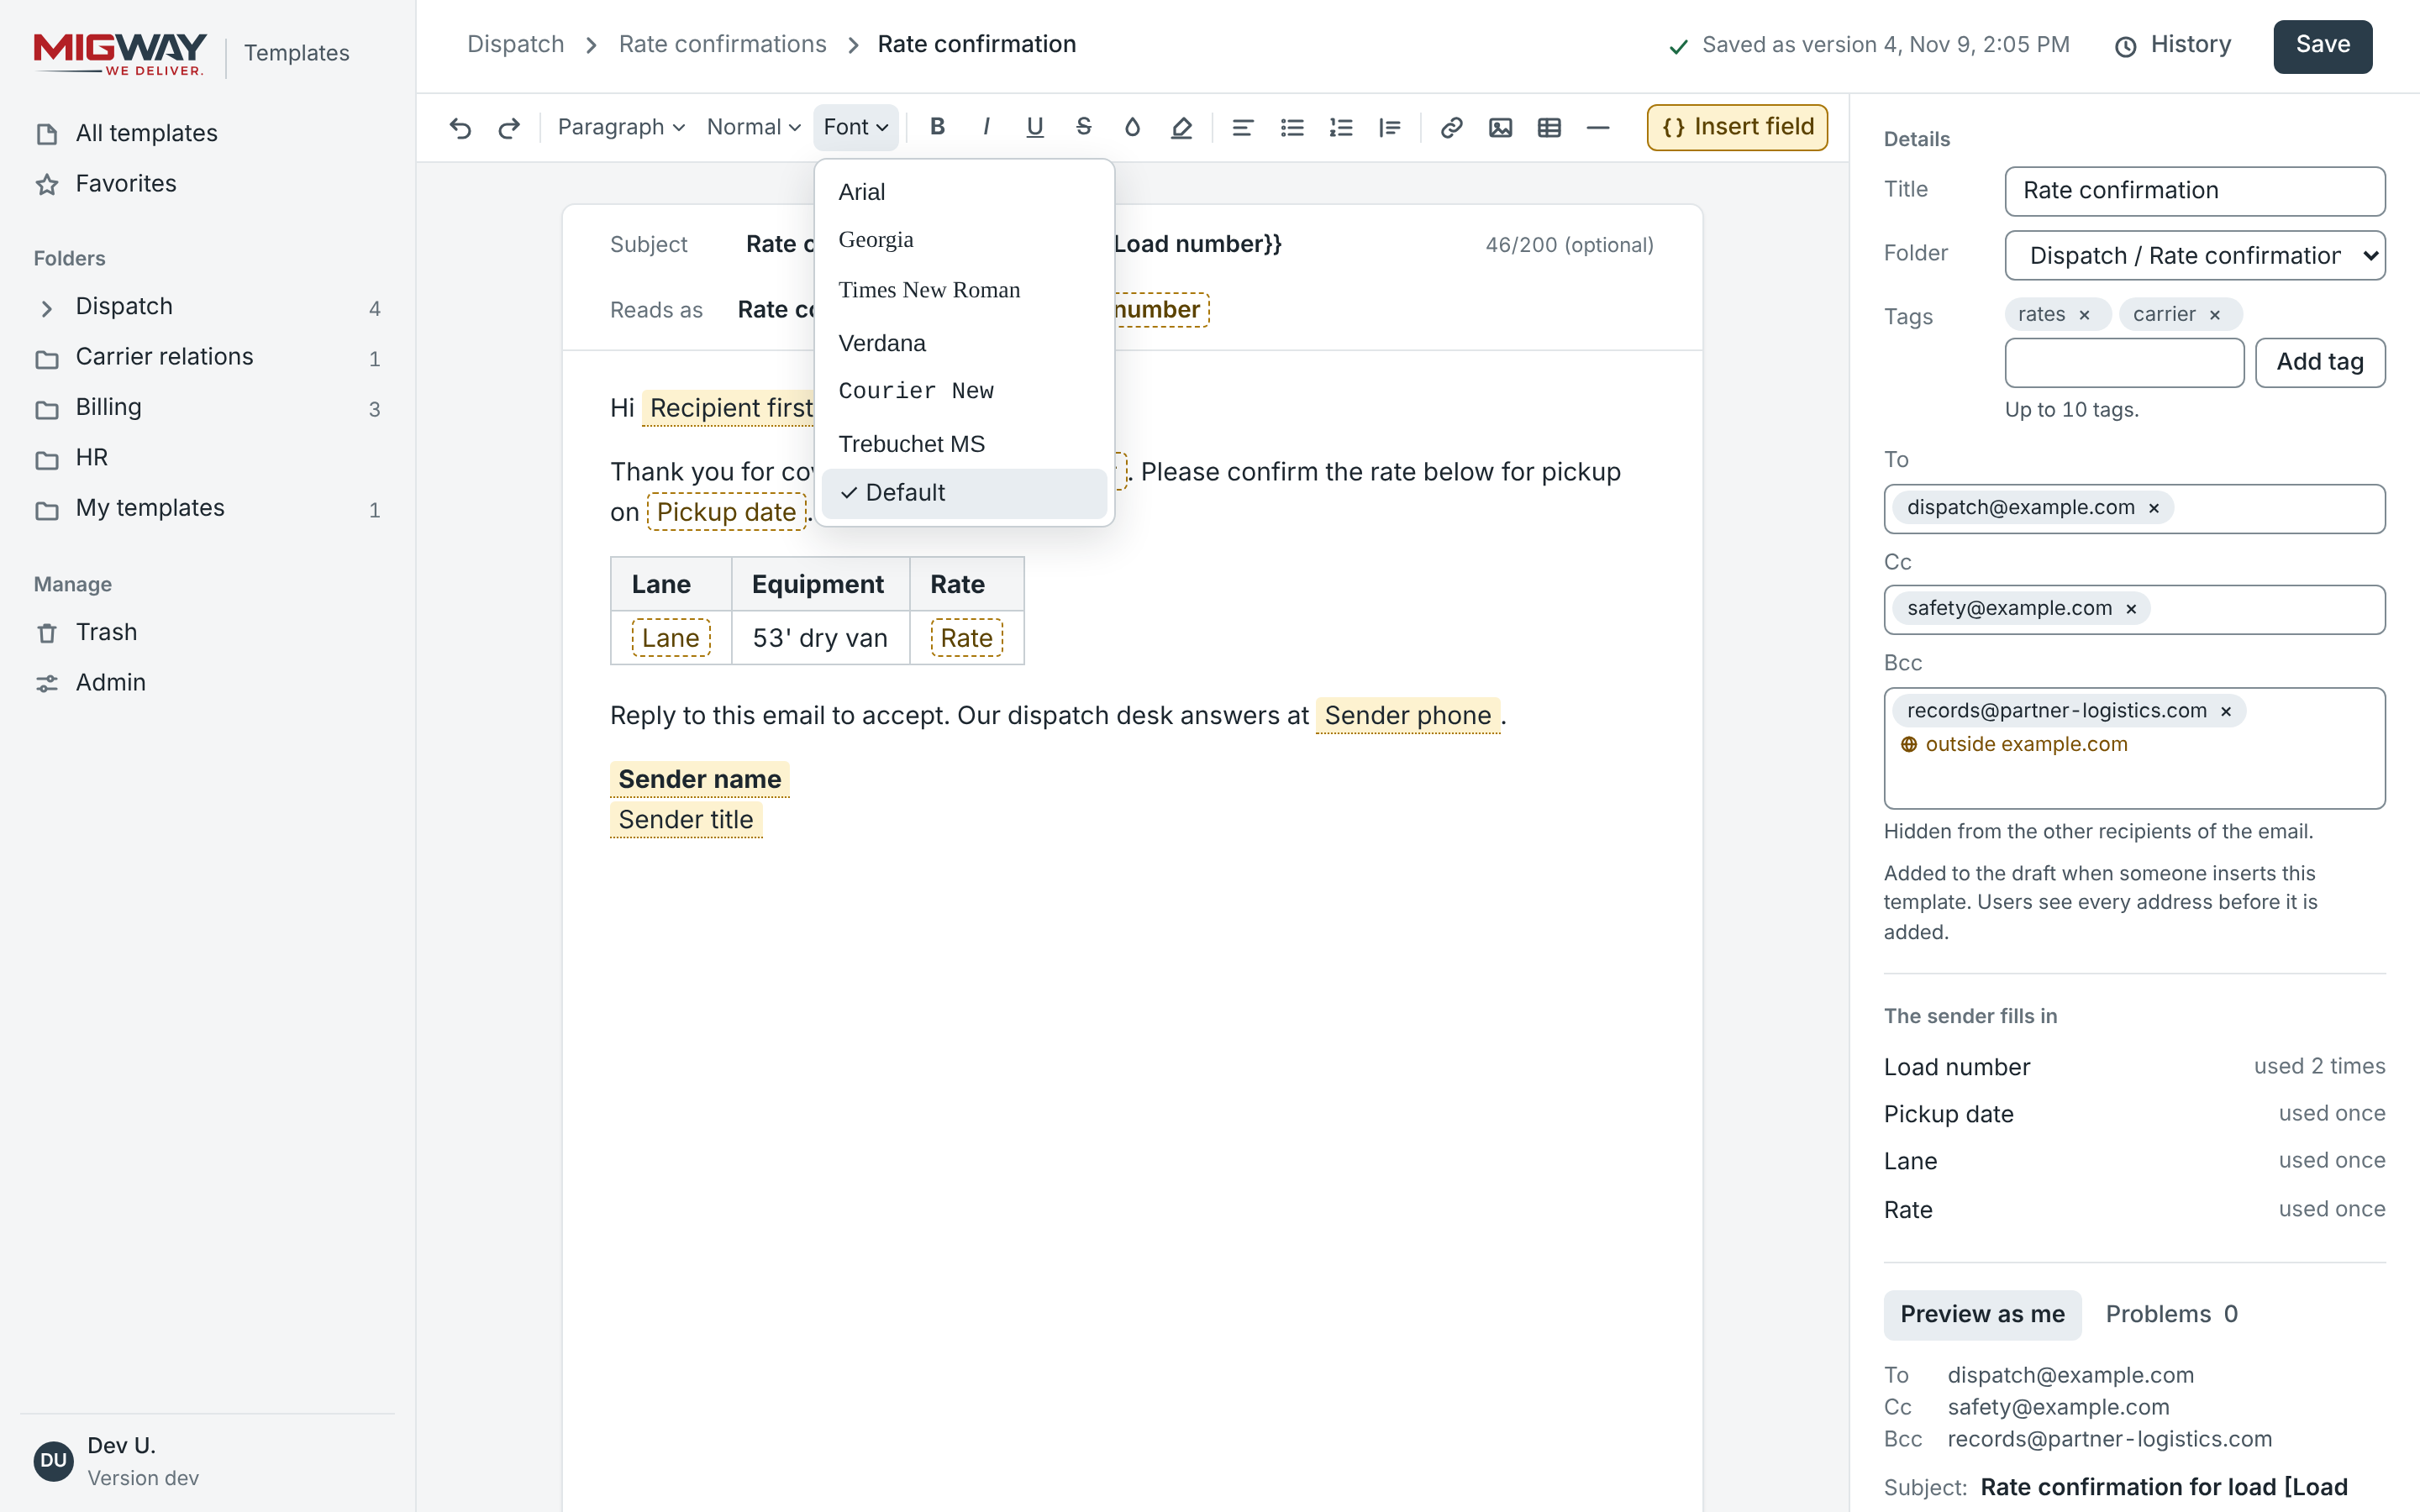 MIGWAY
WE DELIVER.
Templates
All templates
Favorites
Folders
Dispatch 4
Carrier relations 1
Billing 3
HR
My templates 1
Manage
Trash
Admin
DU
Dev U.
Version dev
Dispatch > Rate confirmations > Rate confirmation
Saved as version 4, Nov 9, 2:05 PM
History
Save
Paragraph Normal Font B I U S {} Insert field
Arial
Georgia
Times New Roman
Verdana
Courier New
Trebuchet MS
Default
Subject Rate Load number}} 46/200 (optional)
Reads as Rate number
Hi Recipient first
Thank you for . Please confirm the rate below for pickup
on Pickup date.
Lane Equipment Rate
Lane 53' dry van Rate
Reply to this email to accept. Our dispatch desk answers at Sender phone.
Sender name
Sender title
Details
Title Rate confirmation
Folder Dispatch / Rate confirmation
Tags rates × carrier ×
Add tag
Up to 10 tags.
To
dispatch@example.com ×
Cc
safety@example.com ×
Bcc
records@partner-logistics.com ×
outside example.com
Hidden from the other recipients of the email.
Added to the draft when someone inserts this
template. Users see every address before it is
added.
The sender fills in
Load number used 2 times
Pickup date used once
Lane used once
Rate used once
Preview as me Problems 0
To dispatch@example.com
Cc safety@example.com
Bcc records@partner-logistics.com
Subject: Rate confirmation for load [Load